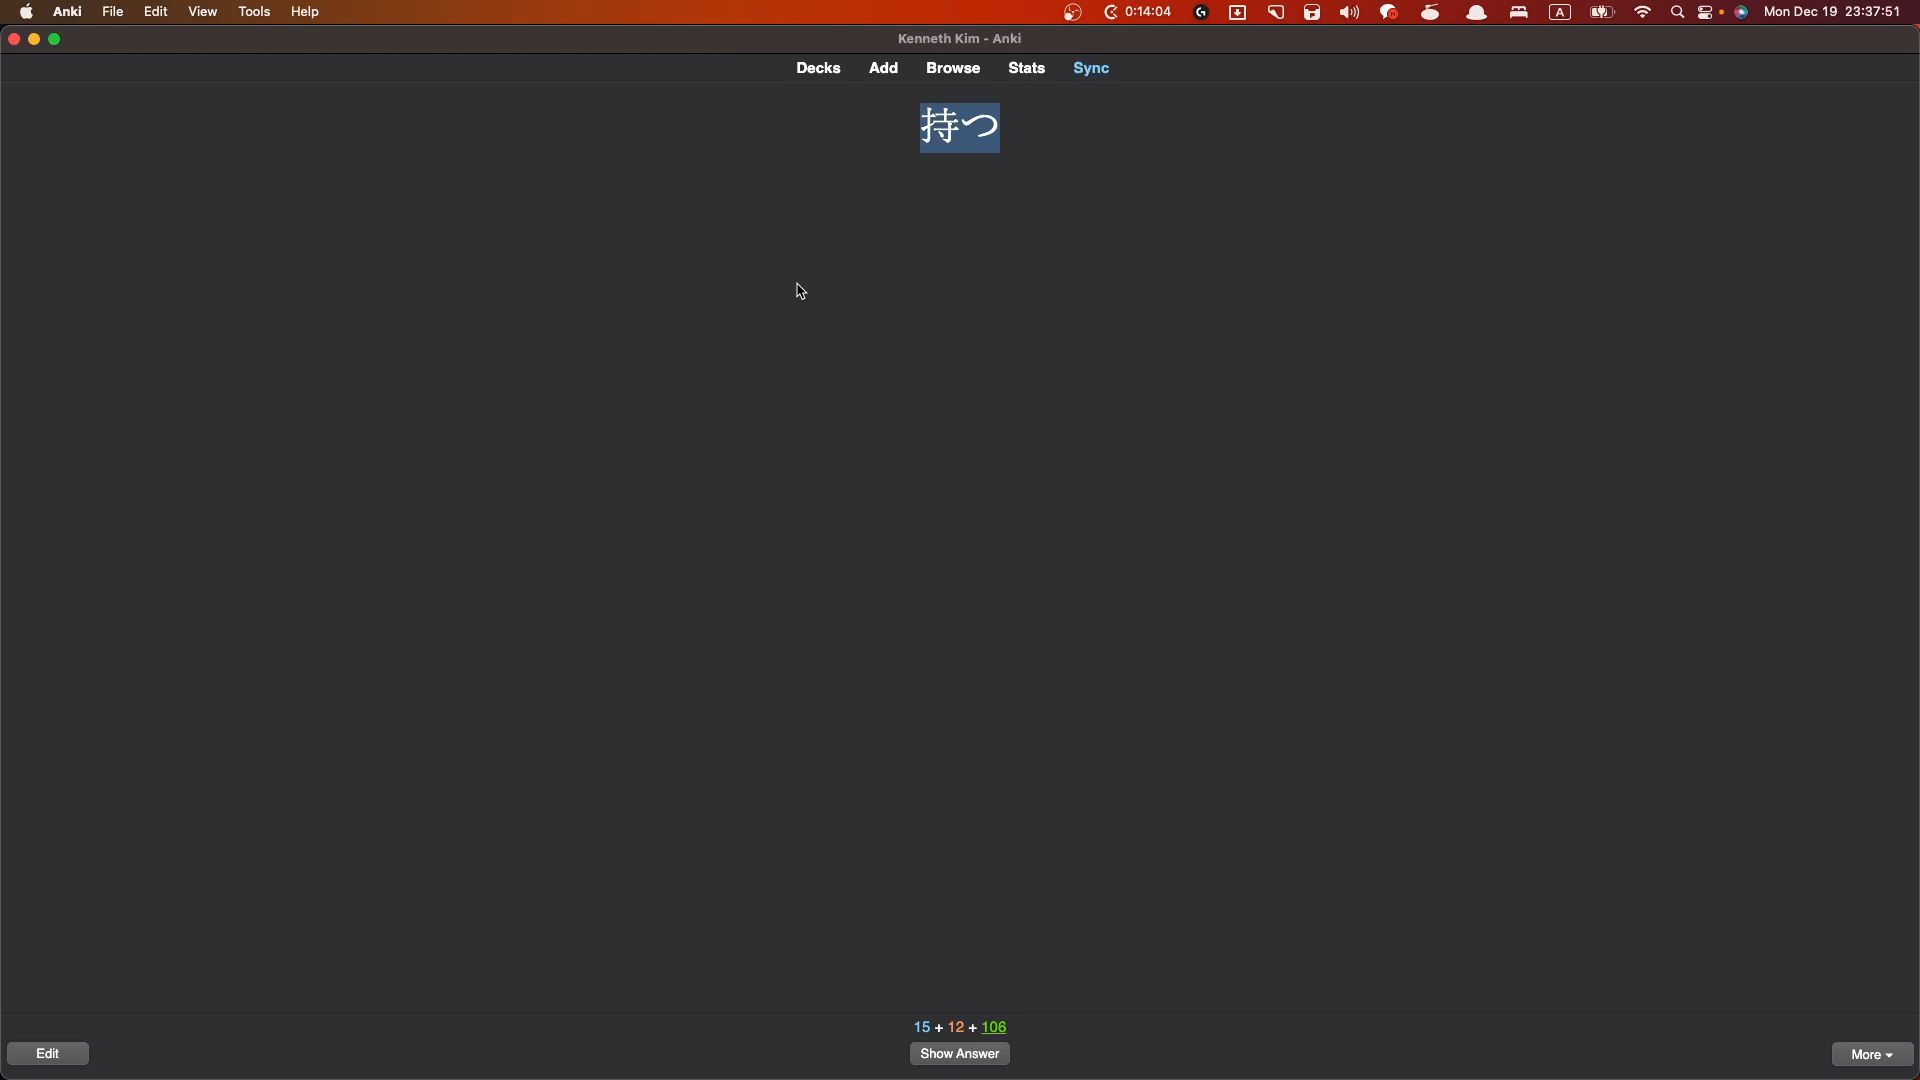 Anki File Edit View Tools Help 0:14:04 A Mon Dec 19 23:37:51
Kenneth Kim - Anki
Decks Add Browse Stats Sync
持つ
15 + 12 + 106
Edit Show Answer More